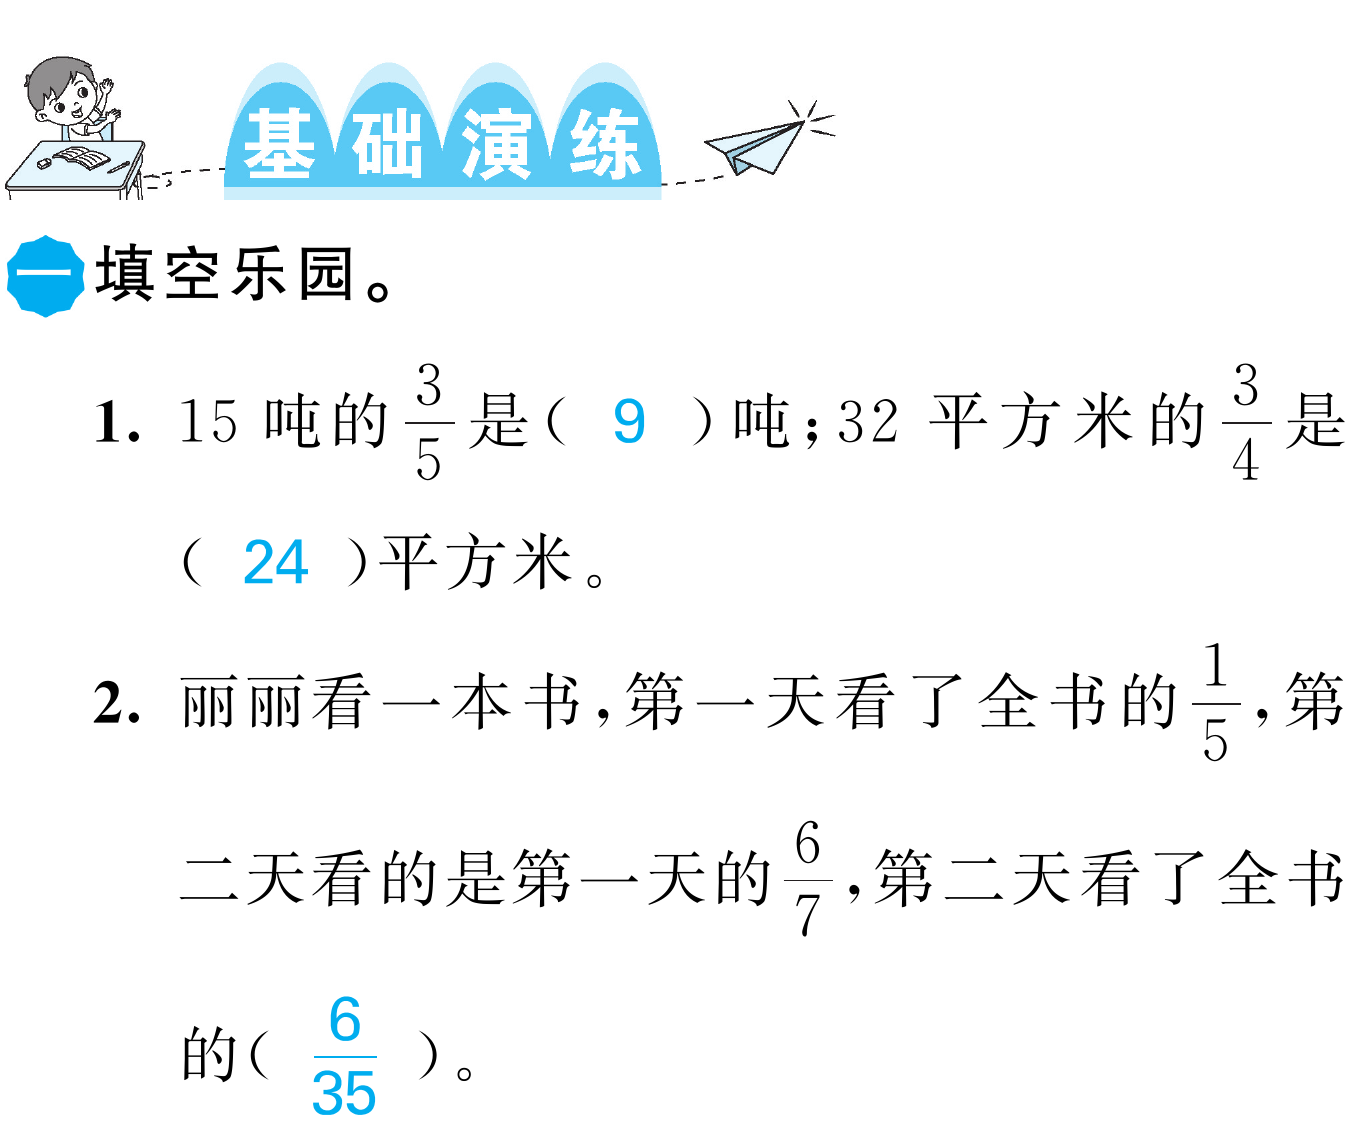 基础演练
一 填空乐园。
1. 15 吨的 3/5 是( 9 )吨;32 平方米的 3/4 是
( 24 )平方米。
2. 丽丽看一本书,第一天看了全书的 1/5,第
二天看的是第一天的 6/7,第二天看了全书
的( 6/35 )。